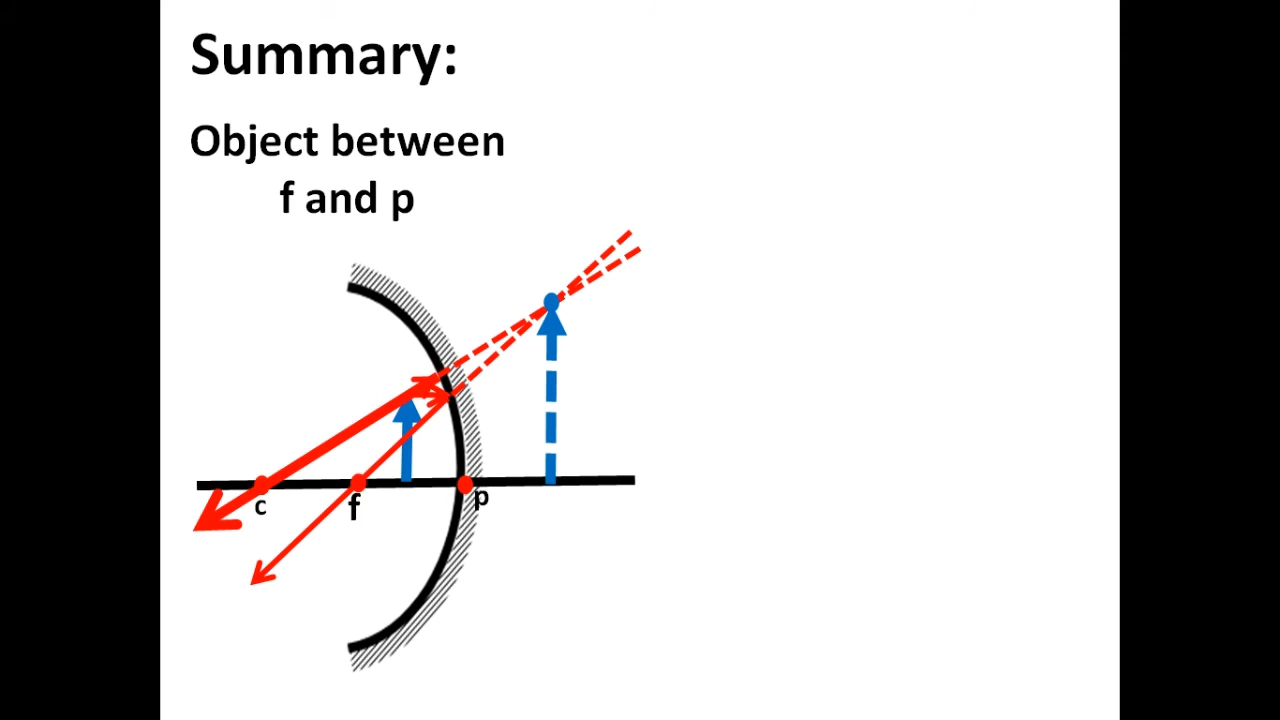 Summary:
Object between
f and p
c
f
p